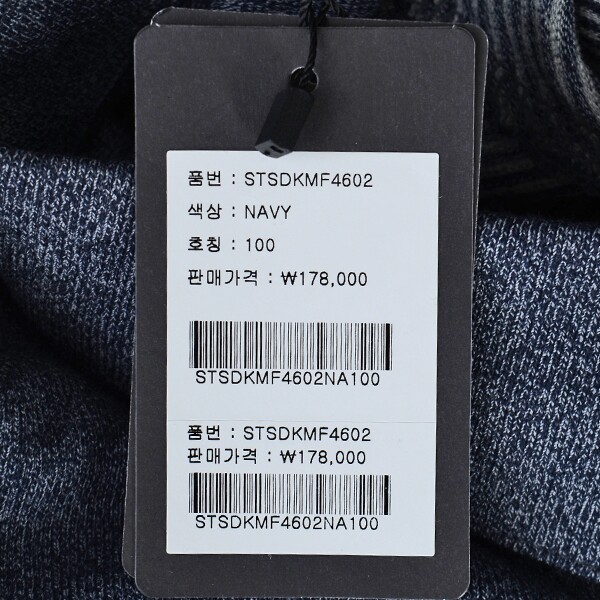 품번 : STSDKMF4602
색상 : NAVY
호칭 : 100
판매가격 : ₩178,000
STSDKMF4602NA100
품번 : STSDKMF4602
판매가격 : ₩178,000
STSDKMF4602NA100